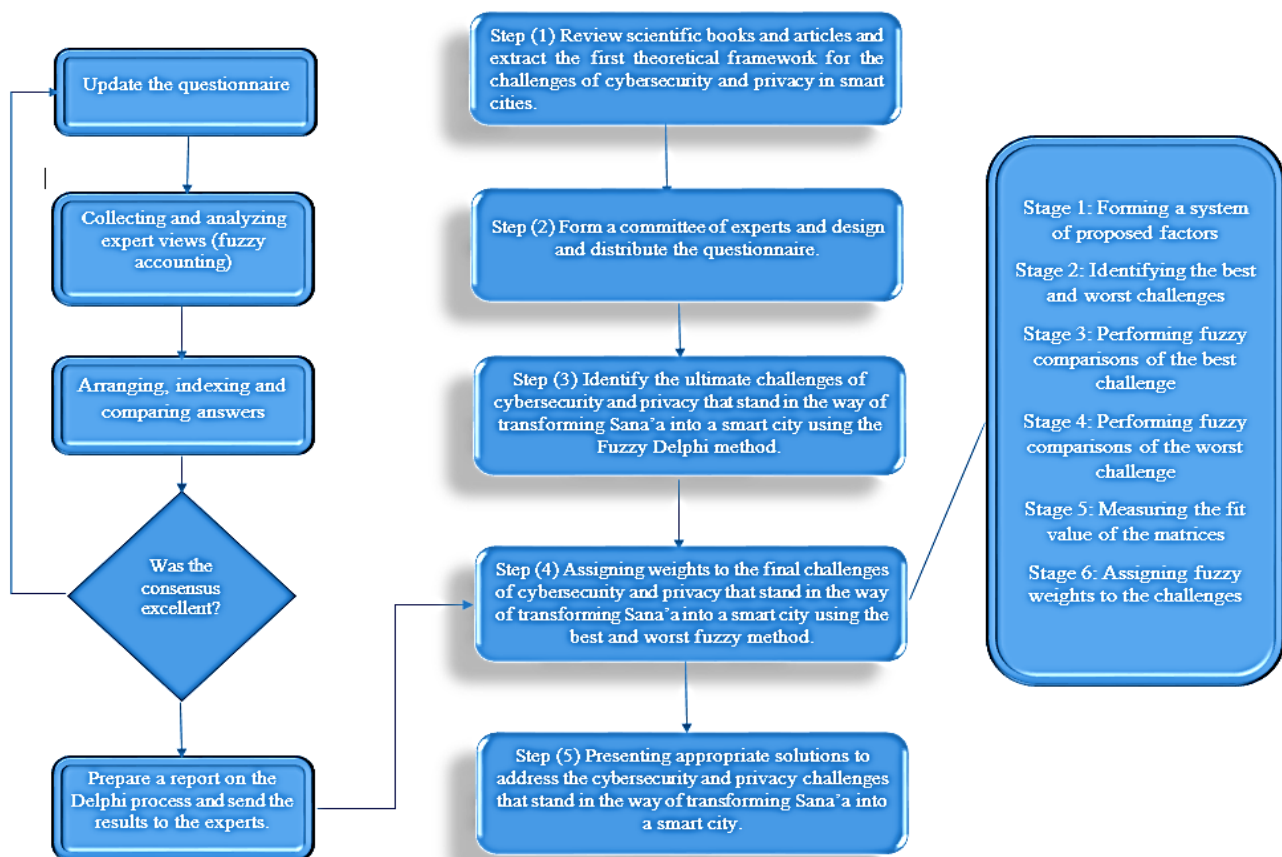 Update the questionnaire
Collecting and analyzing
expert views (fuzzy
accounting)
Arranging, indexing and
comparing answers
Was the
consensus
excellent?
Prepare a report on the
Delphi process and send the
results to the experts.
Step (1) Review scientific books and articles and
extract the first theoretical framework for the
challenges of cybersecurity and privacy in smart
cities.
Step (2) Form a committee of experts and design
and distribute the questionnaire.
Step (3) Identify the ultimate challenges of
cybersecurity and privacy that stand in the way of
transforming Sana’a into a smart city using the
Fuzzy Delphi method.
Step (4) Assigning weights to the final challenges
of cybersecurity and privacy that stand in the way
of transforming Sana’a into a smart city using the
best and worst fuzzy method.
Step (5) Presenting appropriate solutions to
address the cybersecurity and privacy challenges
that stand in the way of transforming Sana’a into
a smart city.
Stage 1: Forming a system
of proposed factors
Stage 2: Identifying the best
and worst challenges
Stage 3: Performing fuzzy
comparisons of the best
challenge
Stage 4: Performing fuzzy
comparisons of the worst
challenge
Stage 5: Measuring the fit
value of the matrices
Stage 6: Assigning fuzzy
weights to the challenges